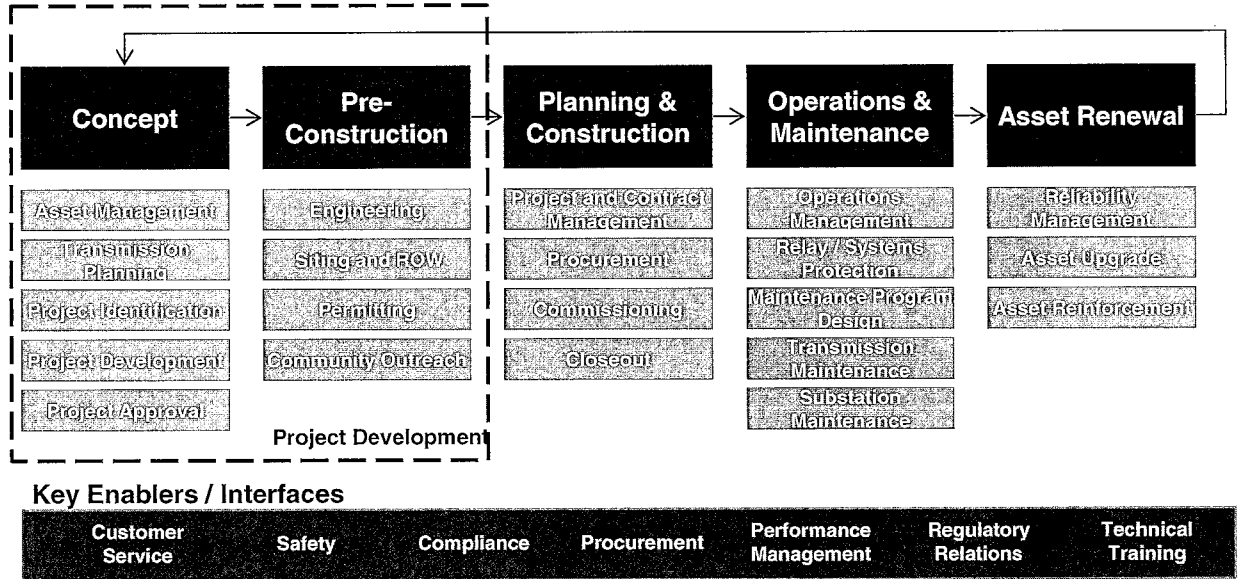 Concept
Pre-
Construction
Planning &
Construction
Operations &
Maintenance
Asset Renewal
Asset Management
Transmission
Planning
Project Identification
Project Development
Project Approval
Engineering
Siting and ROW
Permitting
Community Outreach
Project and Contract
Management
Procurement
Commissioning
Closeout
Operations
Management
Relay / Systems
Protection
Maintenance Program
Design
Transmission
Maintenance
Substation
Maintenance
Reliability
Management
Asset Upgrade
Asset Reinforcement
Project Development
Key Enablers / Interfaces
Customer
Service
Safety
Compliance
Procurement
Performance
Management
Regulatory
Relations
Technical
Training